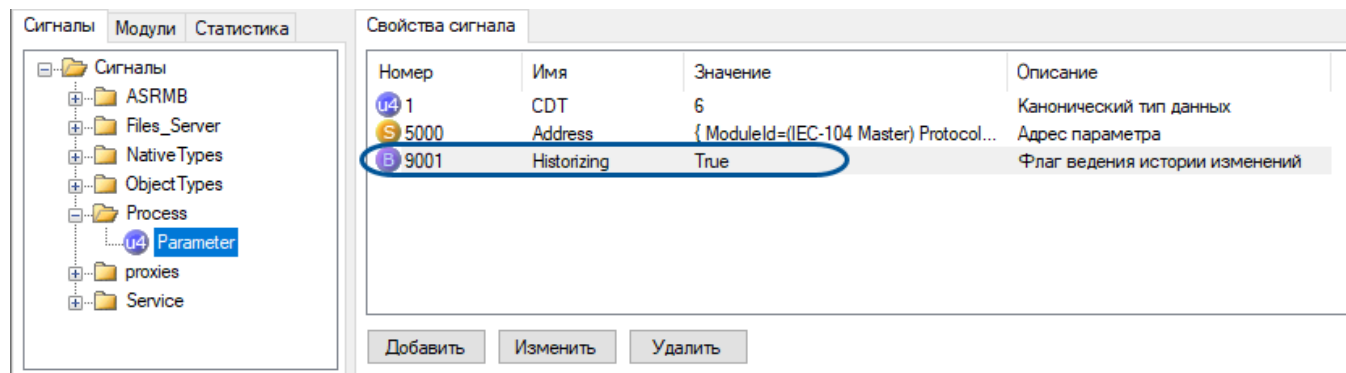 Сигналы Модули Статистика
Сигналы
ASRMB
Files_Server
NativeTypes
ObjectTypes
Process
u4 Parameter
proxies
Service
Свойства сигнала
Номер Имя Значение Описание
u4 1 CDT 6 Канонический тип данных
S 5000 Address { ModuleId=(IEC-104 Master) Protocol... Адрес параметра
B 9001 Historizing True Флаг ведения истории изменений
Добавить Изменить Удалить